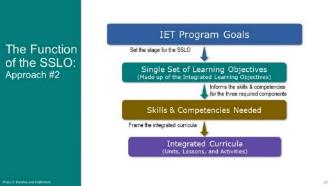 The Function
of the SSLO:
Approach #2
IET Program Goals
Set the stage for the SSLO
Single Set of Learning Objectives
(Made up of the Integrated Learning Objectives)
Informs the skills & competencies
for the three required components
Skills & Competencies Needed
Frame the integrated curricula
Integrated Curricula
(Units, Lessons, and Activities)